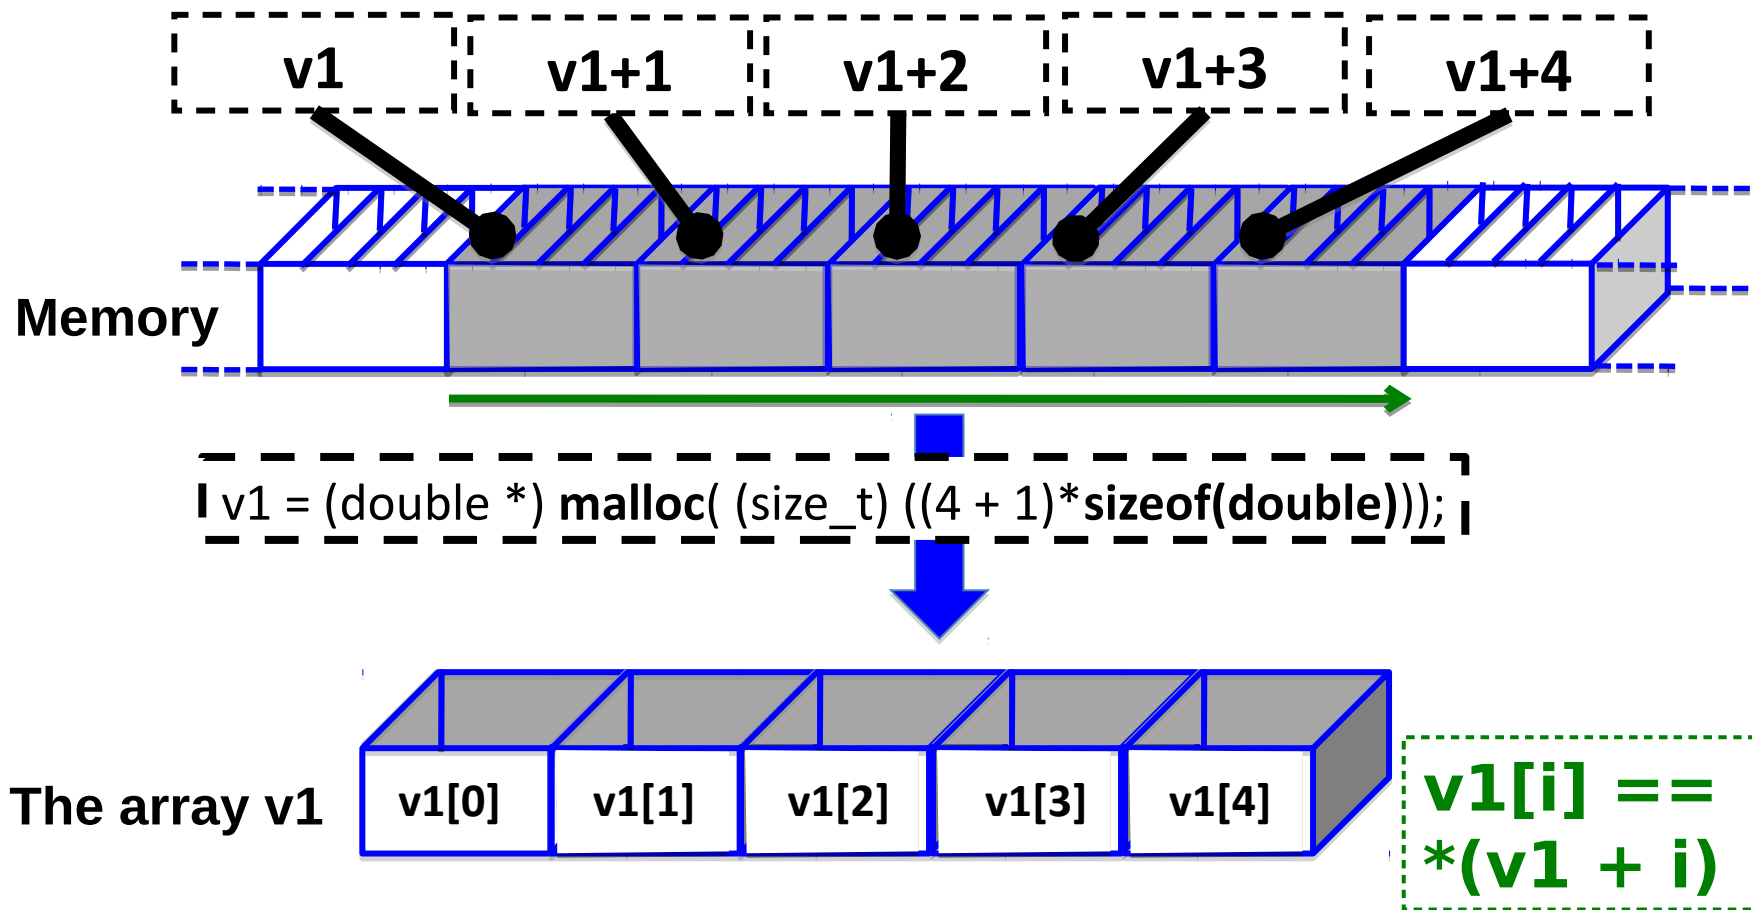 v1 v1+1 v1+2 v1+3 v1+4
Memory
v1 = (double *) malloc( (size_t) ((4 + 1)*sizeof(double)));
The array v1
v1[0] v1[1] v1[2] v1[3] v1[4]
v1[i] ==
*(v1 + i)